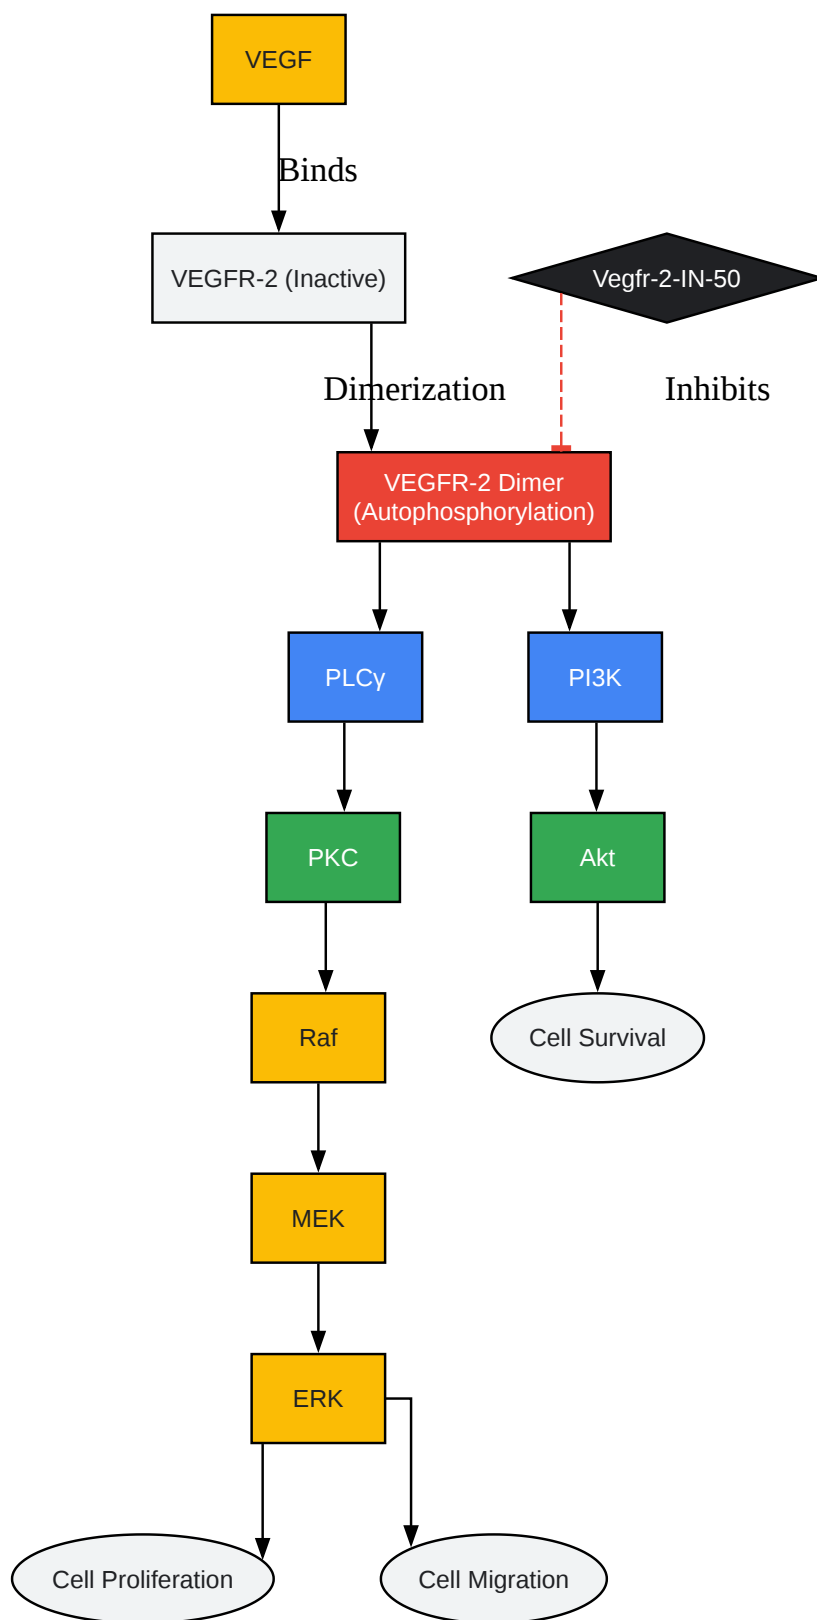 VEGF
Binds
VEGFR-2 (Inactive)
Vegfr-2-IN-50
Dimerization
Inhibits
VEGFR-2 Dimer
(Autophosphorylation)
PLCγ
PI3K
PKC
Akt
Raf
Cell Survival
MEK
ERK
Cell Proliferation
Cell Migration